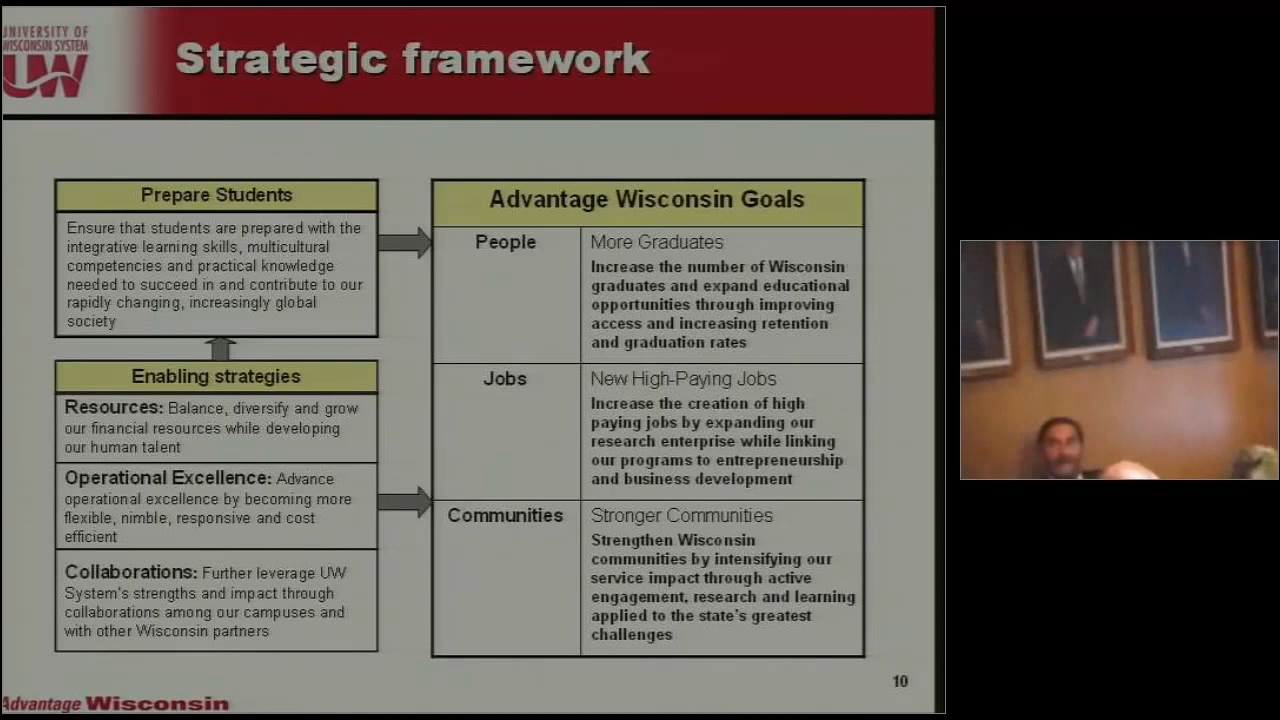 UNIVERSITY OF
WISCONSIN SYSTEM
UW
Strategic framework
Prepare Students
Ensure that students are prepared with the
integrative learning skills, multicultural
competencies and practical knowledge
needed to succeed in and contribute to our
rapidly changing, increasingly global
society
Enabling strategies
Resources: Balance, diversify and grow
our financial resources while developing
our human talent
Operational Excellence: Advance
operational excellence by becoming more
flexible, nimble, responsive and cost
efficient
Collaborations: Further leverage UW
System's strengths and impact through
collaborations among our campuses and
with other Wisconsin partners
Advantage Wisconsin Goals
People
More Graduates
Increase the number of Wisconsin
graduates and expand educational
opportunities through improving
access and increasing retention
and graduation rates
Jobs
New High-Paying Jobs
Increase the creation of high
paying jobs by expanding our
research enterprise while linking
our programs to entrepreneurship
and business development
Communities
Stronger Communities
Strengthen Wisconsin
communities by intensifying our
service impact through active
engagement, research and learning
applied to the state's greatest
challenges
10
Advantage Wisconsin